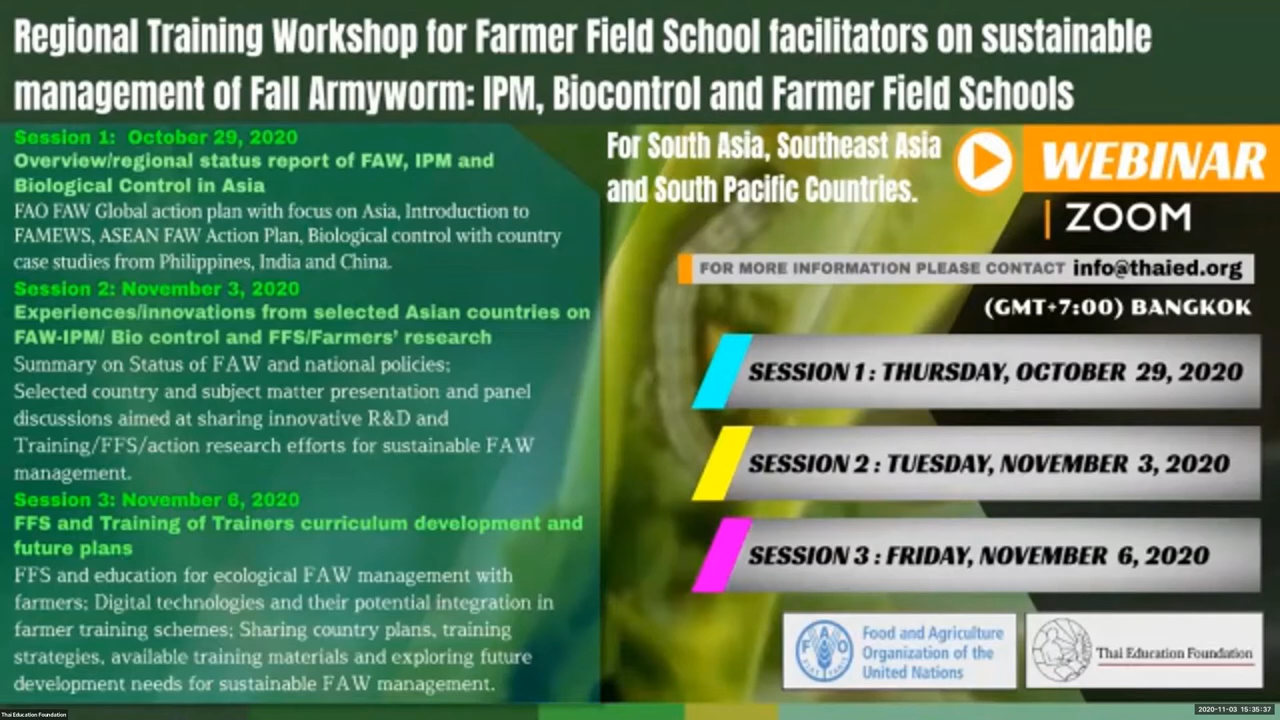 Regional Training Workshop for Farmer Field School facilitators on sustainable
management of Fall Armyworm: IPM, Biocontrol and Farmer Field Schools
Session 1: October 29, 2020
Overview/regional status report of FAW, IPM and
Biological Control in Asia
FAO FAW Global action plan with focus on Asia, Introduction to
FAMEWS, ASEAN FAW Action Plan, Biological control with country
case studies from Philippines, India and China.
Session 2: November 3, 2020
Experiences/innovations from selected Asian countries on
FAW-IPM/ Bio control and FFS/Farmers' research
Summary on Status of FAW and national policies;
Selected country and subject matter presentation and panel
discussions aimed at sharing innovative R&D and
Training/FFS/action research efforts for sustainable FAW
management.
Session 3: November 6, 2020
FFS and Training of Trainers curriculum development and
future plans
FFS and education for ecological FAW management with
farmers; Digital technologies and their potential integration in
farmer training schemes; Sharing country plans, training
strategies, available training materials and exploring future
development needs for sustainable FAW management.
For South Asia, Southeast Asia
and South Pacific Countries.
WEBINAR
ZOOM
FOR MORE INFORMATION PLEASE CONTACT info@thaied.org
(GMT+7:00) BANGKOK
SESSION 1 : THURSDAY, OCTOBER 29, 2020
SESSION 2 : TUESDAY, NOVEMBER 3, 2020
SESSION 3 : FRIDAY, NOVEMBER 6, 2020
FAO
FIAT PANIS
Food and Agriculture
Organization of the
United Nations
Thai Education Foundation
Thai Education Foundation
2020-11-03 15:35:37